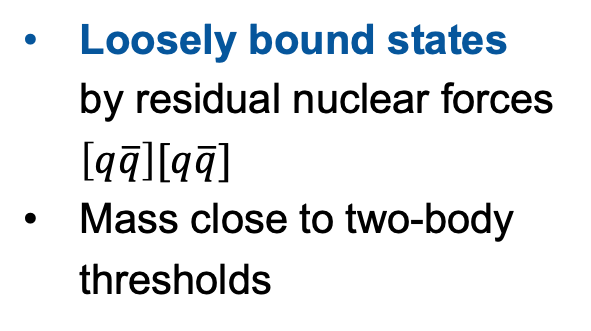 • Loosely bound states
by residual nuclear forces
[qq̄][qq̄]
• Mass close to two-body
thresholds